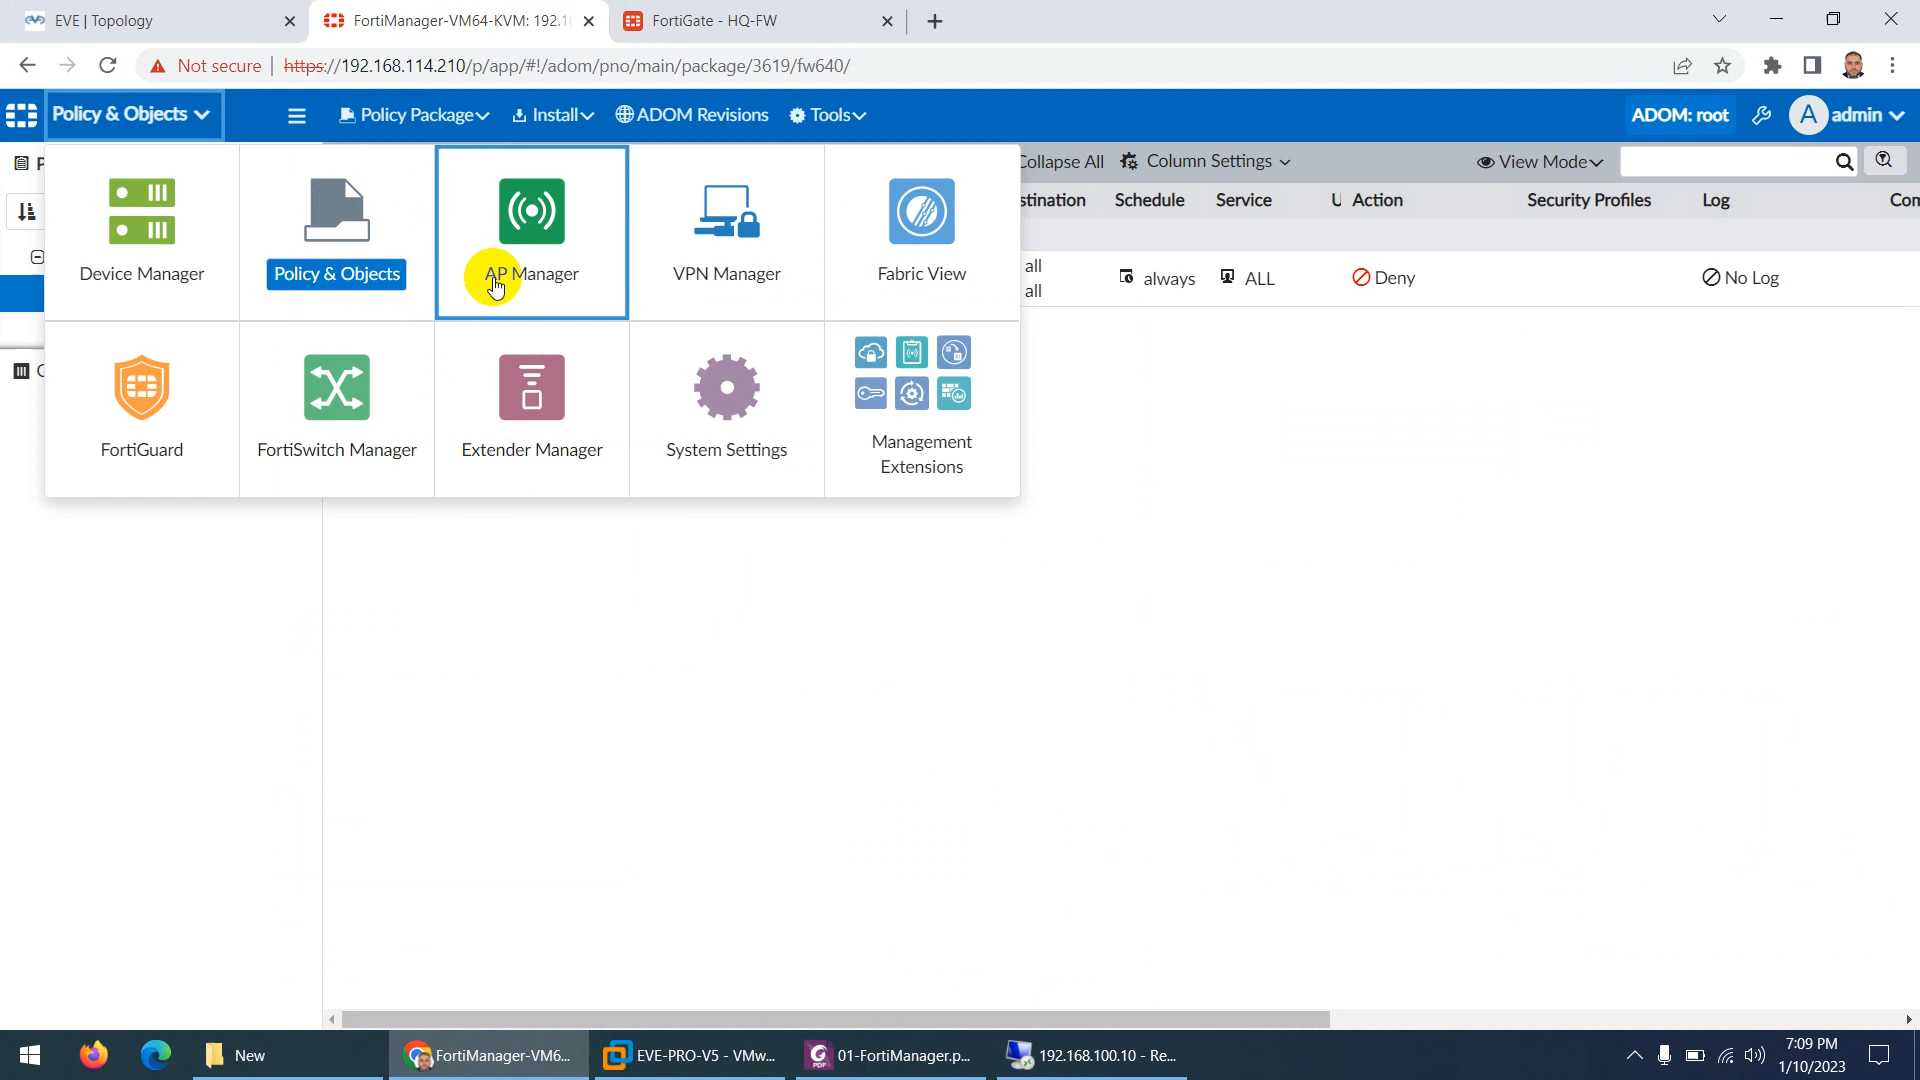 EVE | Topology
FortiManager-VM64-KVM: 192.1
FortiGate - HQ-FW
Not secure
https://192.168.114.210/p/app/#!/adom/pno/main/package/3619/fw640/
Policy & Objects
Policy Package
Install
ADOM Revisions
Tools
ADOM: root
A
admin
Collapse All
Column Settings
View Mode
stination
Schedule
Service
U
Action
Security Profiles
Log
Com
all
all
always
ALL
Deny
No Log
Device Manager
Policy & Objects
AP Manager
VPN Manager
Fabric View
FortiGuard
FortiSwitch Manager
Extender Manager
System Settings
Management
Extensions
New
FortiManager-VM6...
EVE-PRO-V5 - VMw...
01-FortiManager.p...
192.168.100.10 - Re...
7:09 PM
1/10/2023